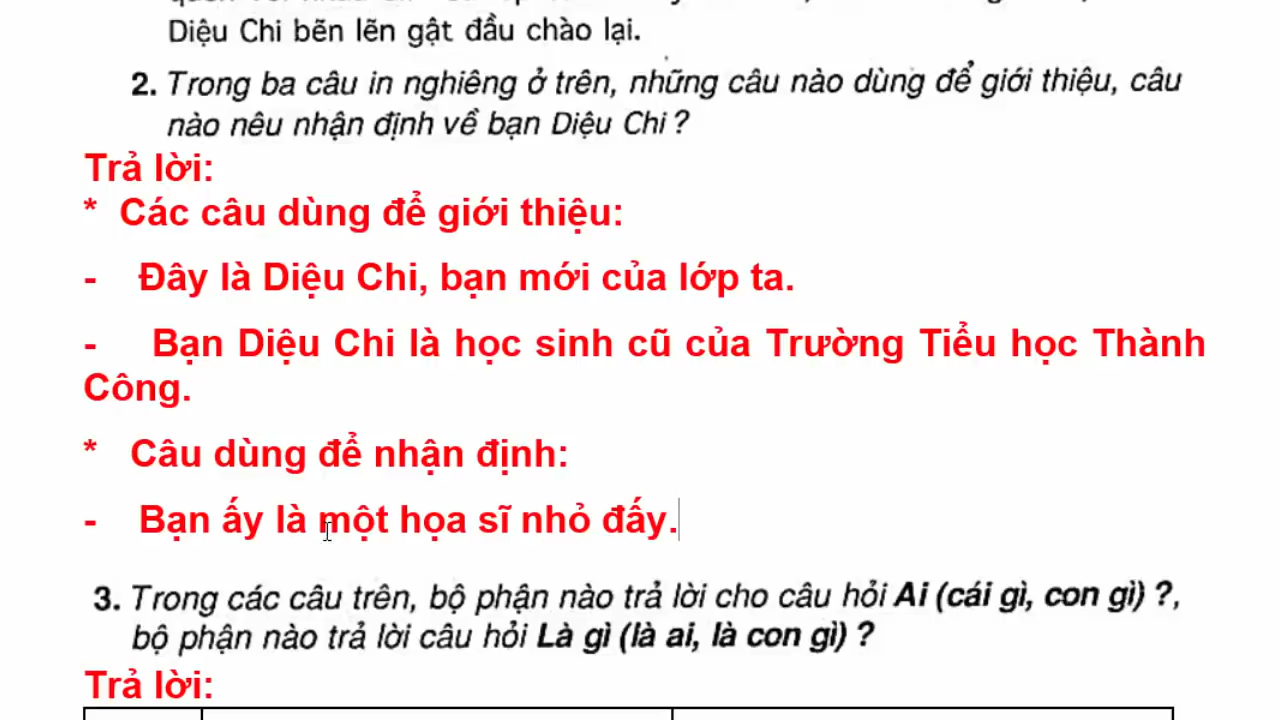 Diệu Chi bẽn lẽn gật đầu chào lại.
2. Trong ba câu in nghiêng ở trên, những câu nào dùng để giới thiệu, câu
nào nêu nhận định về bạn Diệu Chi ?
Trả lời:
* Các câu dùng để giới thiệu:
- Đây là Diệu Chi, bạn mới của lớp ta.
- Bạn Diệu Chi là học sinh cũ của Trường Tiểu học Thành
Công.
* Câu dùng để nhận định:
- Bạn ấy là một họa sĩ nhỏ đấy.
3. Trong các câu trên, bộ phận nào trả lời cho câu hỏi Ai (cái gì, con gì) ?,
bộ phận nào trả lời câu hỏi Là gì (là ai, là con gì) ?
Trả lời: